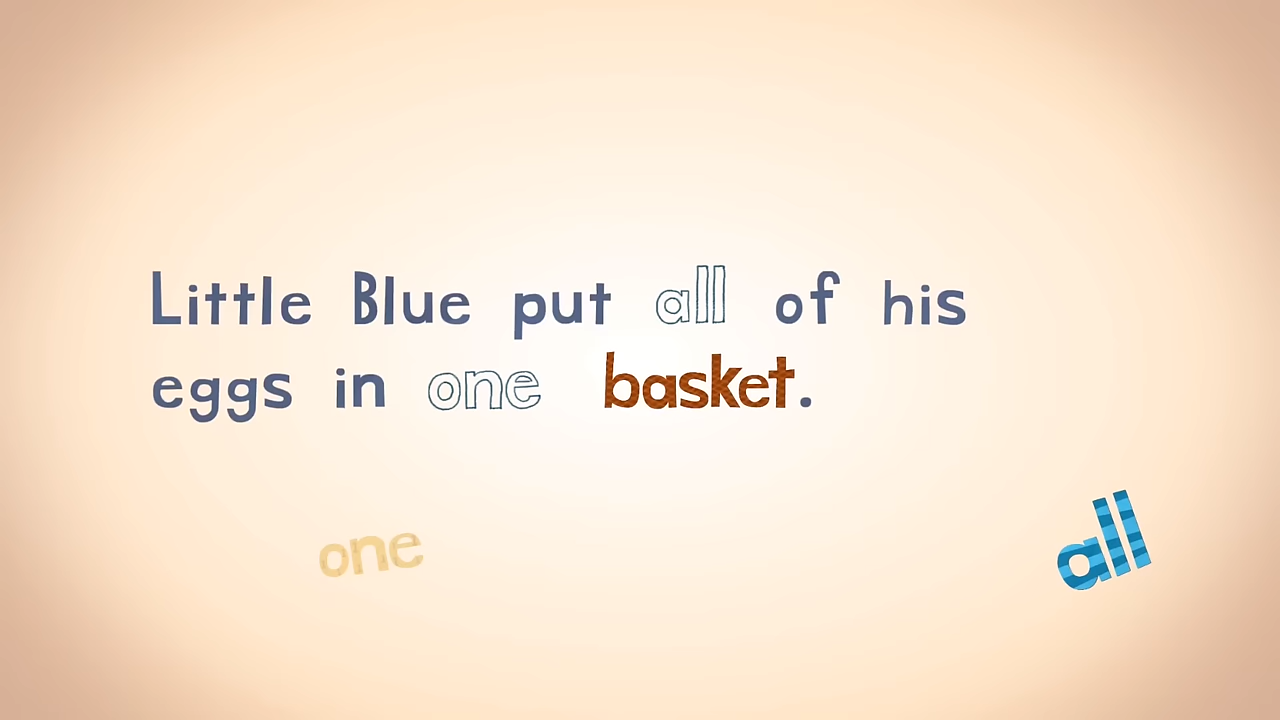 Little Blue put all of his
eggs in one basket.
one
all